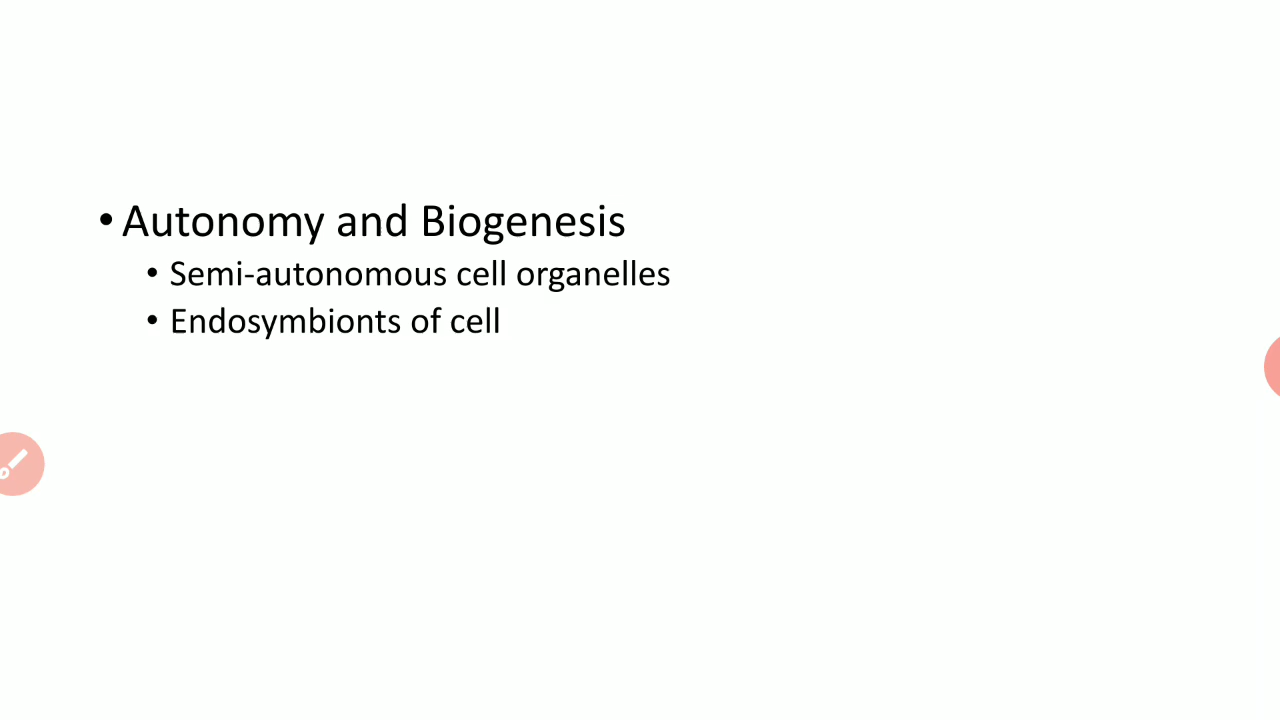 • Autonomy and Biogenesis
• Semi-autonomous cell organelles
• Endosymbionts of cell